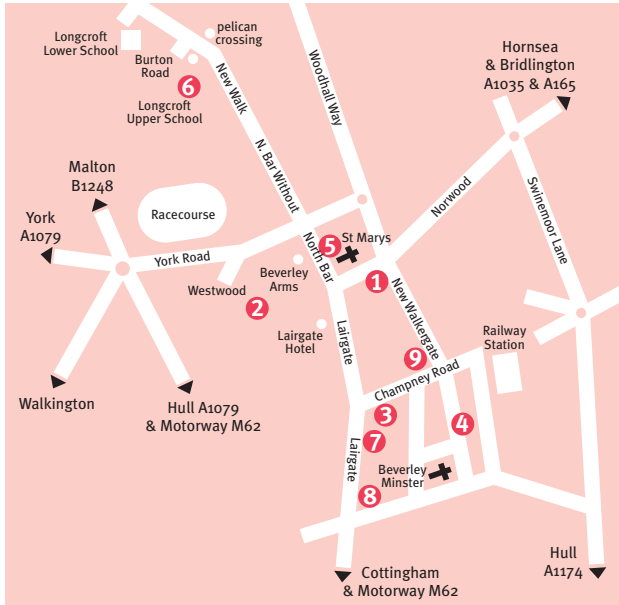 pelican
crossing
Longcroft
Lower School
Burton
Road
6
Longcroft
Upper School
New Walk
Woodhall Way
Hornsea
& Bridlington
A1035 & A165
N. Bar Without
Malton
B1248
Racecourse
York
A1079
York Road
Norwood
Swinemoor Lane
5
St Marys
North Bar
Beverley
Arms
Westwood
2
1
New Walkergate
Lairgate
Hotel
Lairgate
Railway
Station
9
Champney Road
Walkington
Hull A1079
& Motorway M62
3
4
7
Lairgate
Beverley
Minster
8
Cottingham
& Motorway M62
Hull
A1174